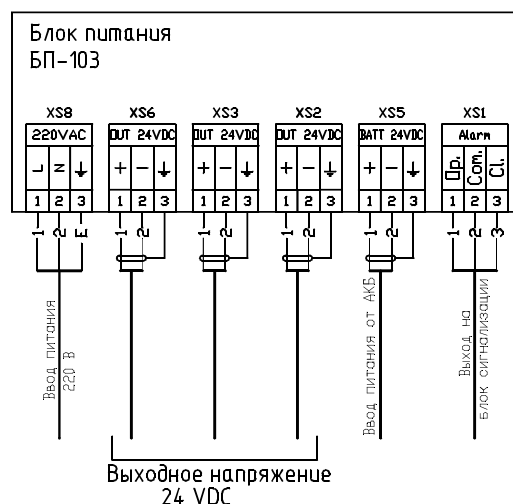 Блок питания
БП-103
XS8 XS6 XS3 XS2 XS5 XS1
220VAC OUT 24VDC OUT 24VDC OUT 24VDC BATT 24VDC Alarm
L N + - + - + - + - Op. Com. Cl.
1 2 3 1 2 3 1 2 3 1 2 3 1 2 3 1 2 3
1 2 E 1 2 1 2 1 2 1 2 1 2 3
Ввод питания
220 В
Ввод питания от АКБ
Выход на
блок сигнализации
Выходное напряжение
24 VDC